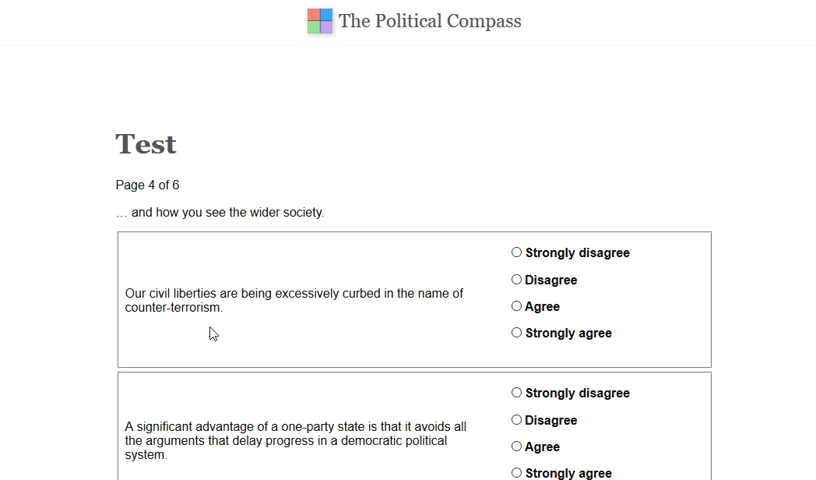 The Political Compass
Test
Page 4 of 6
… and how you see the wider society.
Our civil liberties are being excessively curbed in the name of
counter-terrorism.
Strongly disagree
Disagree
Agree
Strongly agree
A significant advantage of a one-party state is that it avoids all
the arguments that delay progress in a democratic political
system.
Strongly disagree
Disagree
Agree
Strongly agree